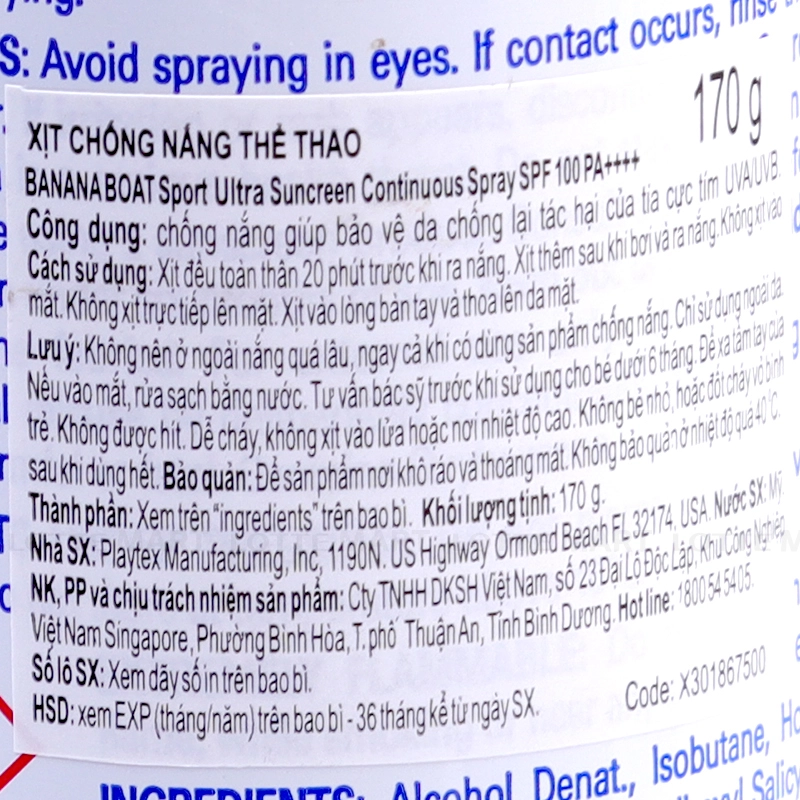 ying.
S: Avoid spraying in eyes. If contact occurs, rinse
170 g
XỊT CHỐNG NẮNG THỂ THAO
BANANA BOAT Sport Ultra Sunscreen Continuous Spray SPF 100 PA++++
Công dụng: chống nắng giúp bảo vệ da chống lại tác hại của tia cực tím UVA/UVB.
Cách sử dụng: Xịt đều toàn thân 20 phút trước khi ra nắng. Xịt thêm sau khi bơi và ra nắng. Không xịt vào
mắt. Không xịt trực tiếp lên mặt. Xịt vào lòng bàn tay và thoa lên da mặt.
Lưu ý: Không nên ở ngoài nắng quá lâu, ngay cả khi có dùng sản phẩm chống nắng. Chỉ sử dụng ngoài da.
Nếu vào mắt, rửa sạch bằng nước. Tư vấn bác sỹ trước khi sử dụng cho bé dưới 6 tháng. Để xa tầm tay của
trẻ. Không được hít. Dễ cháy, không xịt vào lửa hoặc nơi nhiệt độ cao. Không bẻ nhỏ, hoặc đốt cháy vỏ bình
sau khi dùng hết. Bảo quản: Để sản phẩm nơi khô ráo và thoáng mát. Không bảo quản ở nhiệt độ quá 40°C.
Thành phần: Xem trên "ingredients" trên bao bì. Khối lượng tịnh: 170 g.
Nhà SX: Playtex Manufacturing, Inc, 1190N. US Highway Ormond Beach FL 32174, USA. Nước SX: Mỹ.
NK, PP và chịu trách nhiệm sản phẩm: Cty TNHH DKSH Việt Nam, số 23 Đại Lộ Độc Lập, Khu Công Nghiệp
Việt Nam Singapore, Phường Bình Hòa, T.phố Thuận An, Tỉnh Bình Dương. Hotline: 1800545405.
Số lô SX: Xem dãy số in trên bao bì.
HSD: xem EXP (tháng/năm) trên bao bì - 36 tháng kể từ ngày SX.
Code: X301867500
INGREDIENTS: Alcohol Denat., Isobutane, Ho